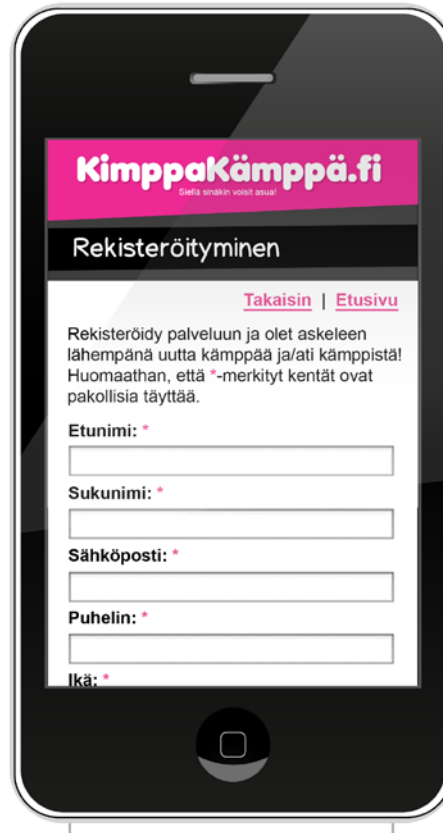 KimppaKämppä.fi
Siellä sinäkin voisit asua!
Rekisteröityminen
Takaisin | Etusivu
Rekisteröidy palveluun ja olet askeleen
lähempänä uutta kämppää ja/ati kämppistä!
Huomaathan, että *-merkityt kentät ovat
pakollisia täyttää.
Etunimi: *
Sukunimi: *
Sähköposti: *
Puhelin: *
Ikä: *